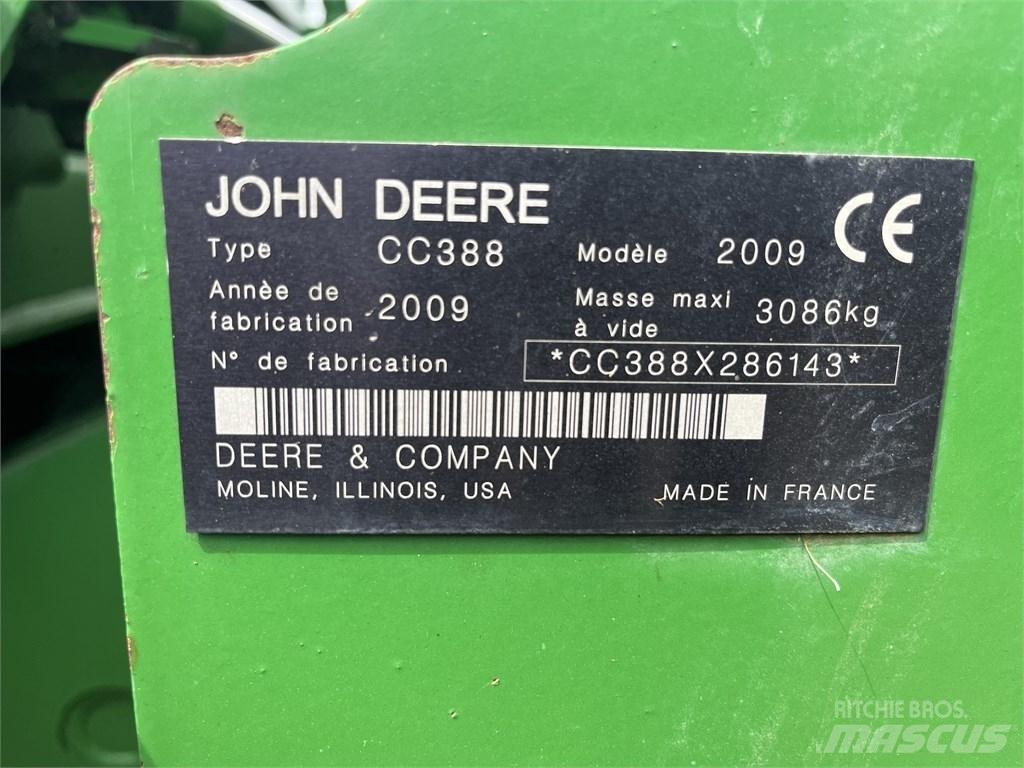 JOHN DEERE
CE
Type CC388 Modèle 2009
Annèe de fabrication 2009 Masse maxi à vide 3086kg
N° de fabrication *CC388X286143*
DEERE & COMPANY
MOLINE, ILLINOIS, USA MADE IN FRANCE
RITCHIE BROS.
MASCUS